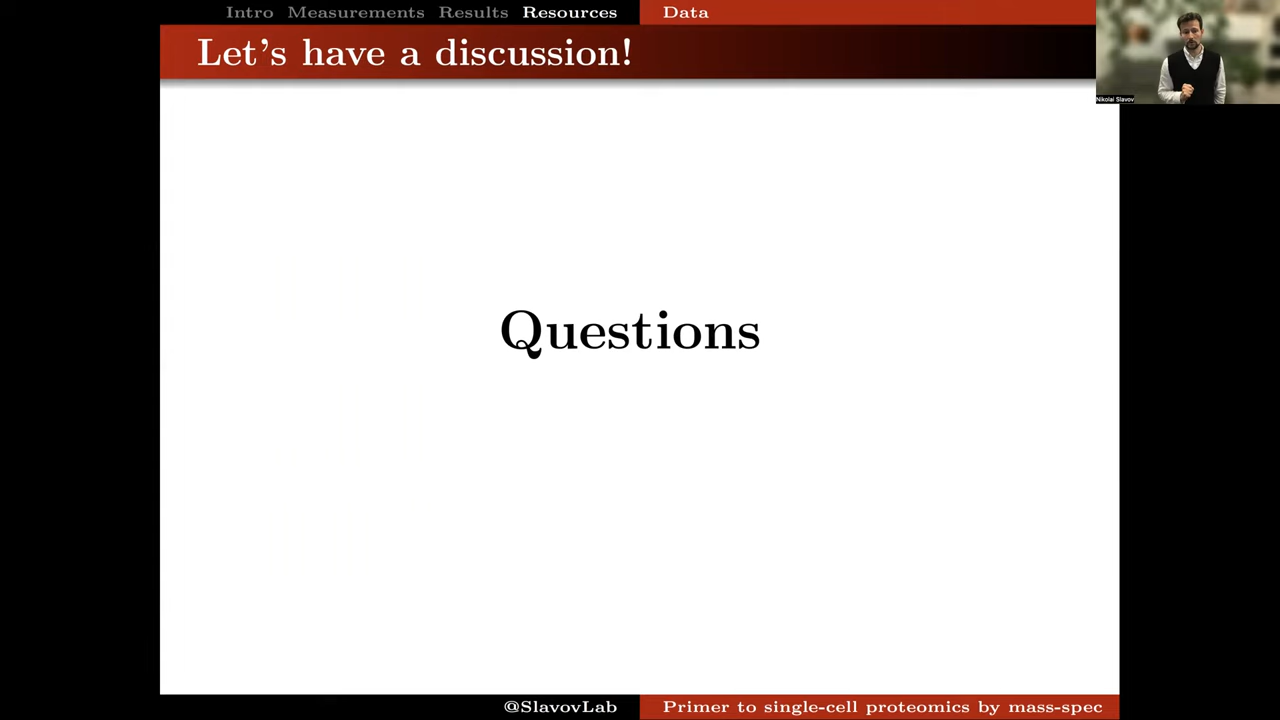 Intro Measurements Results Resources Data
Let's have a discussion!
Nikolai Slavov
Questions
@SlavovLab Primer to single-cell proteomics by mass-spec